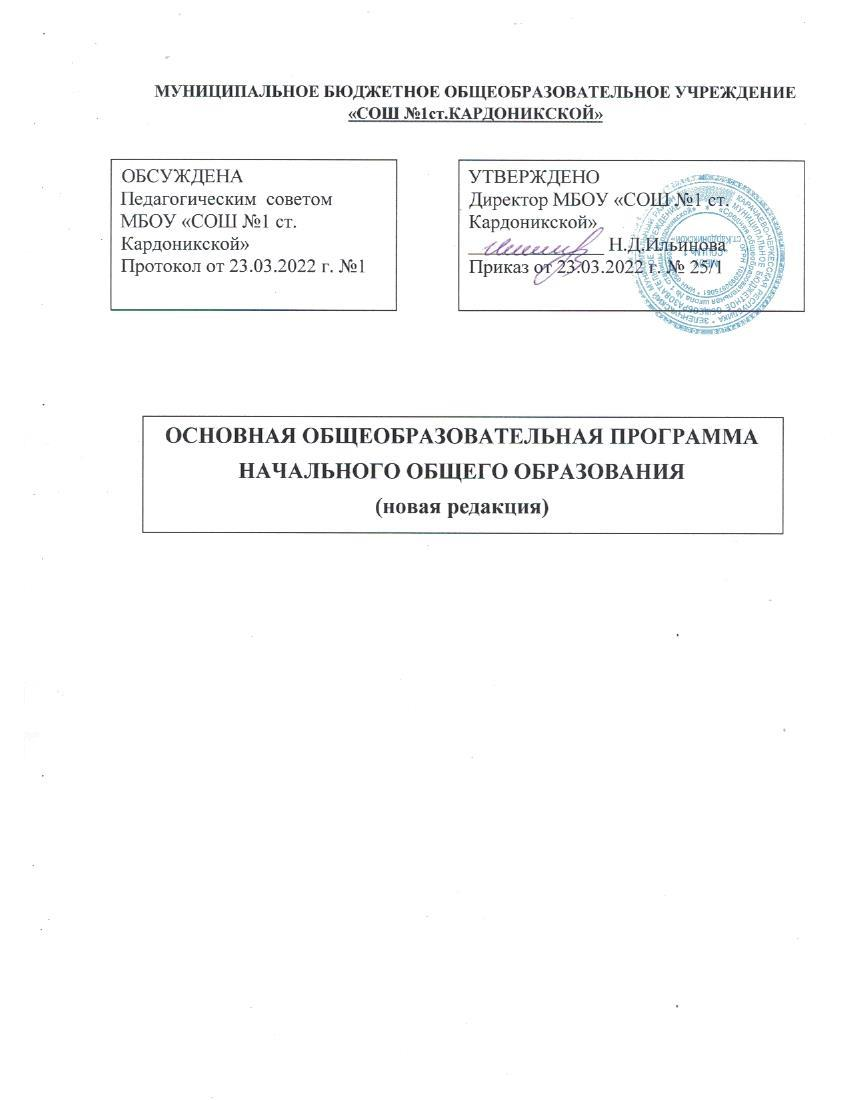 МУНИЦИПАЛЬНОЕ БЮДЖЕТНОЕ ОБЩЕОБРАЗОВАТЕЛЬНОЕ УЧРЕЖДЕНИЕ
«СОШ №1ст.КАРДОНИКСКОЙ»
ОБСУЖДЕНА
Педагогическим советом
МБОУ «СОШ №1 ст.
Кардоникской»
Протокол от 23.03.2022 г. №1
УТВЕРЖДЕНО
Директор МБОУ «СОШ №1 ст.
Кардоникской»
______________ Н.Д.Ильинова
Приказ от 23.03.2022 г. № 25/1
ОСНОВНАЯ ОБЩЕОБРАЗОВАТЕЛЬНАЯ ПРОГРАММА
НАЧАЛЬНОГО ОБЩЕГО ОБРАЗОВАНИЯ
(новая редакция)